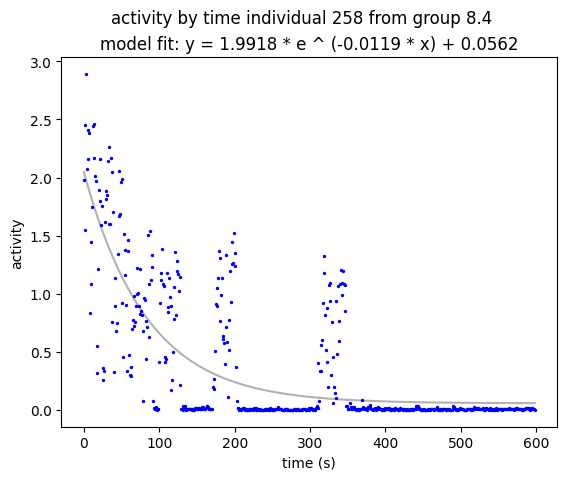 activity by time individual 258 from group 8.4
model fit: y = 1.9918 * e ^ (-0.0119 * x) + 0.0562
3.0
2.5
2.0
1.5
1.0
0.5
0.0
activity
0 100 200 300 400 500 600
time (s)